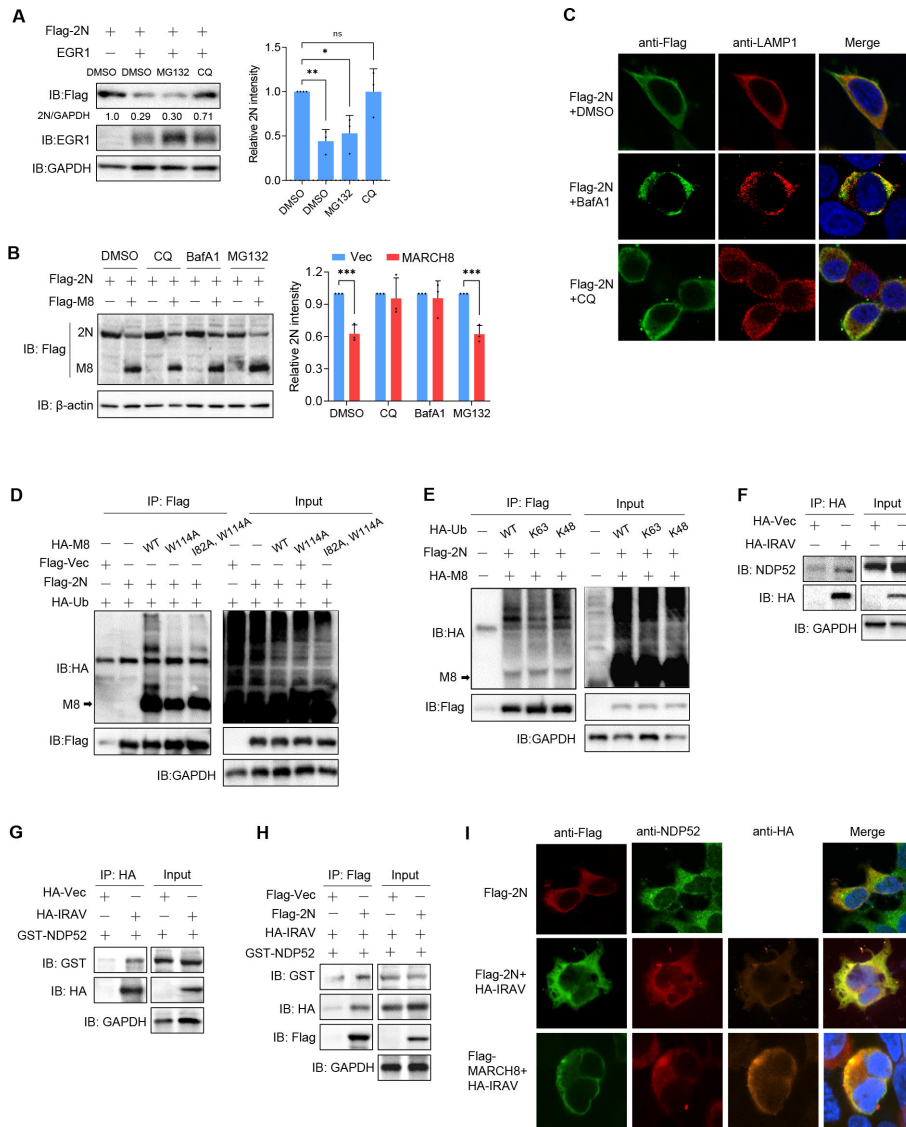 A
Flag-2N + + + +
EGR1 − + + +
DMSO DMSO MG132 CQ
IB:Flag
2N/GAPDH 1.0 0.29 0.30 0.71
IB:EGR1
IB:GAPDH
Relative 2N intensity
1.5
1.0
0.5
0.0
ns
*
**
DMSO DMSO MG132 CQ
B
DMSO CQ BafA1 MG132
Flag-2N + + + + + + + +
Flag-M8 − + − + − + − +
2N
IB: Flag
M8
IB: β-actin
Vec MARCH8
Relative 2N intensity
1.2
0.9
0.6
0.3
0.0
*** ***
DMSO CQ BafA1 MG132
C
anti-Flag anti-LAMP1 Merge
Flag-2N
+DMSO
Flag-2N
+BafA1
Flag-2N
+CQ
D
IP: Flag Input
HA-M8 − − WT W114A I82A, W114A − − WT W114A I82A, W114A
Flag-Vec + − − − − + − − + −
Flag-2N − + + + + − + + + +
HA-Ub + + + + + + + + + +
IB:HA
M8
IB:Flag
IB:GAPDH
E
IP: Flag Input
HA-Ub − WT K63 K48 − WT K63 K48
Flag-2N − + + + − + + +
HA-M8 − + + + − + + +
IB:HA
M8
IB:Flag
IB:GAPDH
F
IP: HA Input
HA-Vec + − + −
HA-IRAV − + − +
IB: NDP52
IB: HA
IB: GAPDH
G
IP: HA Input
HA-Vec + − + −
HA-IRAV − + − +
GST-NDP52 + + + +
IB: GST
IB: HA
IB: GAPDH
H
IP: Flag Input
Flag-Vec + − + −
Flag-2N − + − +
HA-IRAV + + + +
GST-NDP52 + + + +
IB: GST
IB: HA
IB: Flag
IB: GAPDH
I
anti-Flag anti-NDP52 anti-HA Merge
Flag-2N
Flag-2N+
HA-IRAV
Flag-
MARCH8+
HA-IRAV